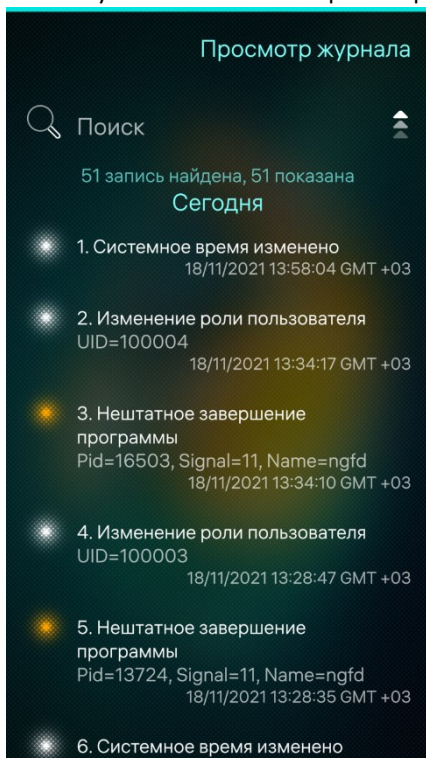 Просмотр журнала
Поиск
51 запись найдена, 51 показана
Сегодня
1. Системное время изменено
18/11/2021 13:58:04 GMT +03
2. Изменение роли пользователя
UID=100004
18/11/2021 13:34:17 GMT +03
3. Нештатное завершение
программы
Pid=16503, Signal=11, Name=ngfd
18/11/2021 13:34:10 GMT +03
4. Изменение роли пользователя
UID=100003
18/11/2021 13:28:47 GMT +03
5. Нештатное завершение
программы
Pid=13724, Signal=11, Name=ngfd
18/11/2021 13:28:35 GMT +03
6. Системное время изменено